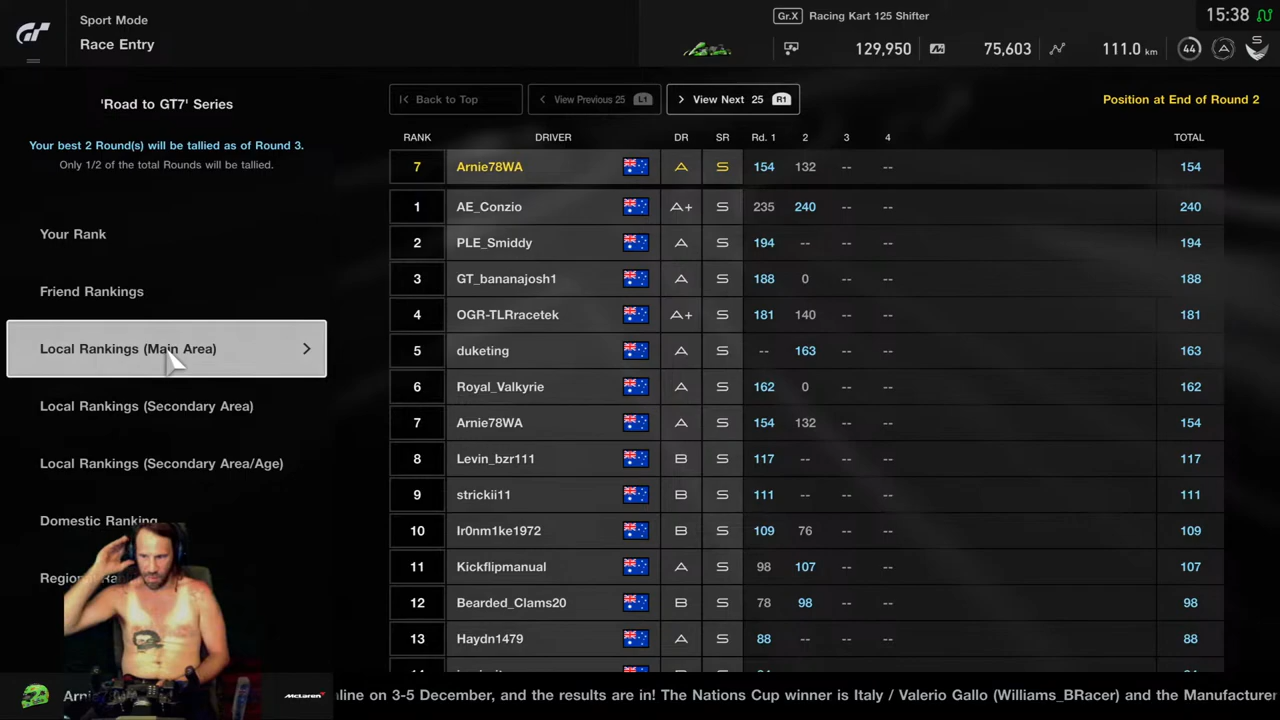 Sport Mode
Race Entry
Gr.X Racing Kart 125 Shifter
15:38
129,950 75,603 111.0 km 44 A S
'Road to GT7' Series
Your best 2 Round(s) will be tallied as of Round 3.
Only 1/2 of the total Rounds will be tallied.
Your Rank
Friend Rankings
Local Rankings (Main Area)
Local Rankings (Secondary Area)
Local Rankings (Secondary Area/Age)
Domestic Ranking
Back to Top View Previous 25 L1 View Next 25 R1
Position at End of Round 2
RANK DRIVER DR SR Rd. 1 2 3 4 TOTAL
7 Arnie78WA A S 154 132 -- -- 154
1 AE_Conzio A+ S 235 240 -- -- 240
2 PLE_Smiddy A S 194 -- -- -- 194
3 GT_bananajosh1 A S 188 0 -- -- 188
4 OGR-TLRracetek A+ S 181 140 -- -- 181
5 duketing A S -- 163 -- -- 163
6 Royal_Valkyrie A S 162 0 -- -- 162
7 Arnie78WA A S 154 132 -- -- 154
8 Levin_bzr111 B S 117 -- -- -- 117
9 strickii11 B S 111 -- -- -- 111
10 Ir0nm1ke1972 B S 109 76 -- -- 109
11 Kickflipmanual A S 98 107 -- -- 107
12 Bearded_Clams20 B S 78 98 -- -- 98
13 Haydn1479 A S 88 -- -- -- 88
McLaren
nline on 3-5 December, and the results are in! The Nations Cup winner is Italy / Valerio Gallo (Williams_BRacer) and the Manufacturer